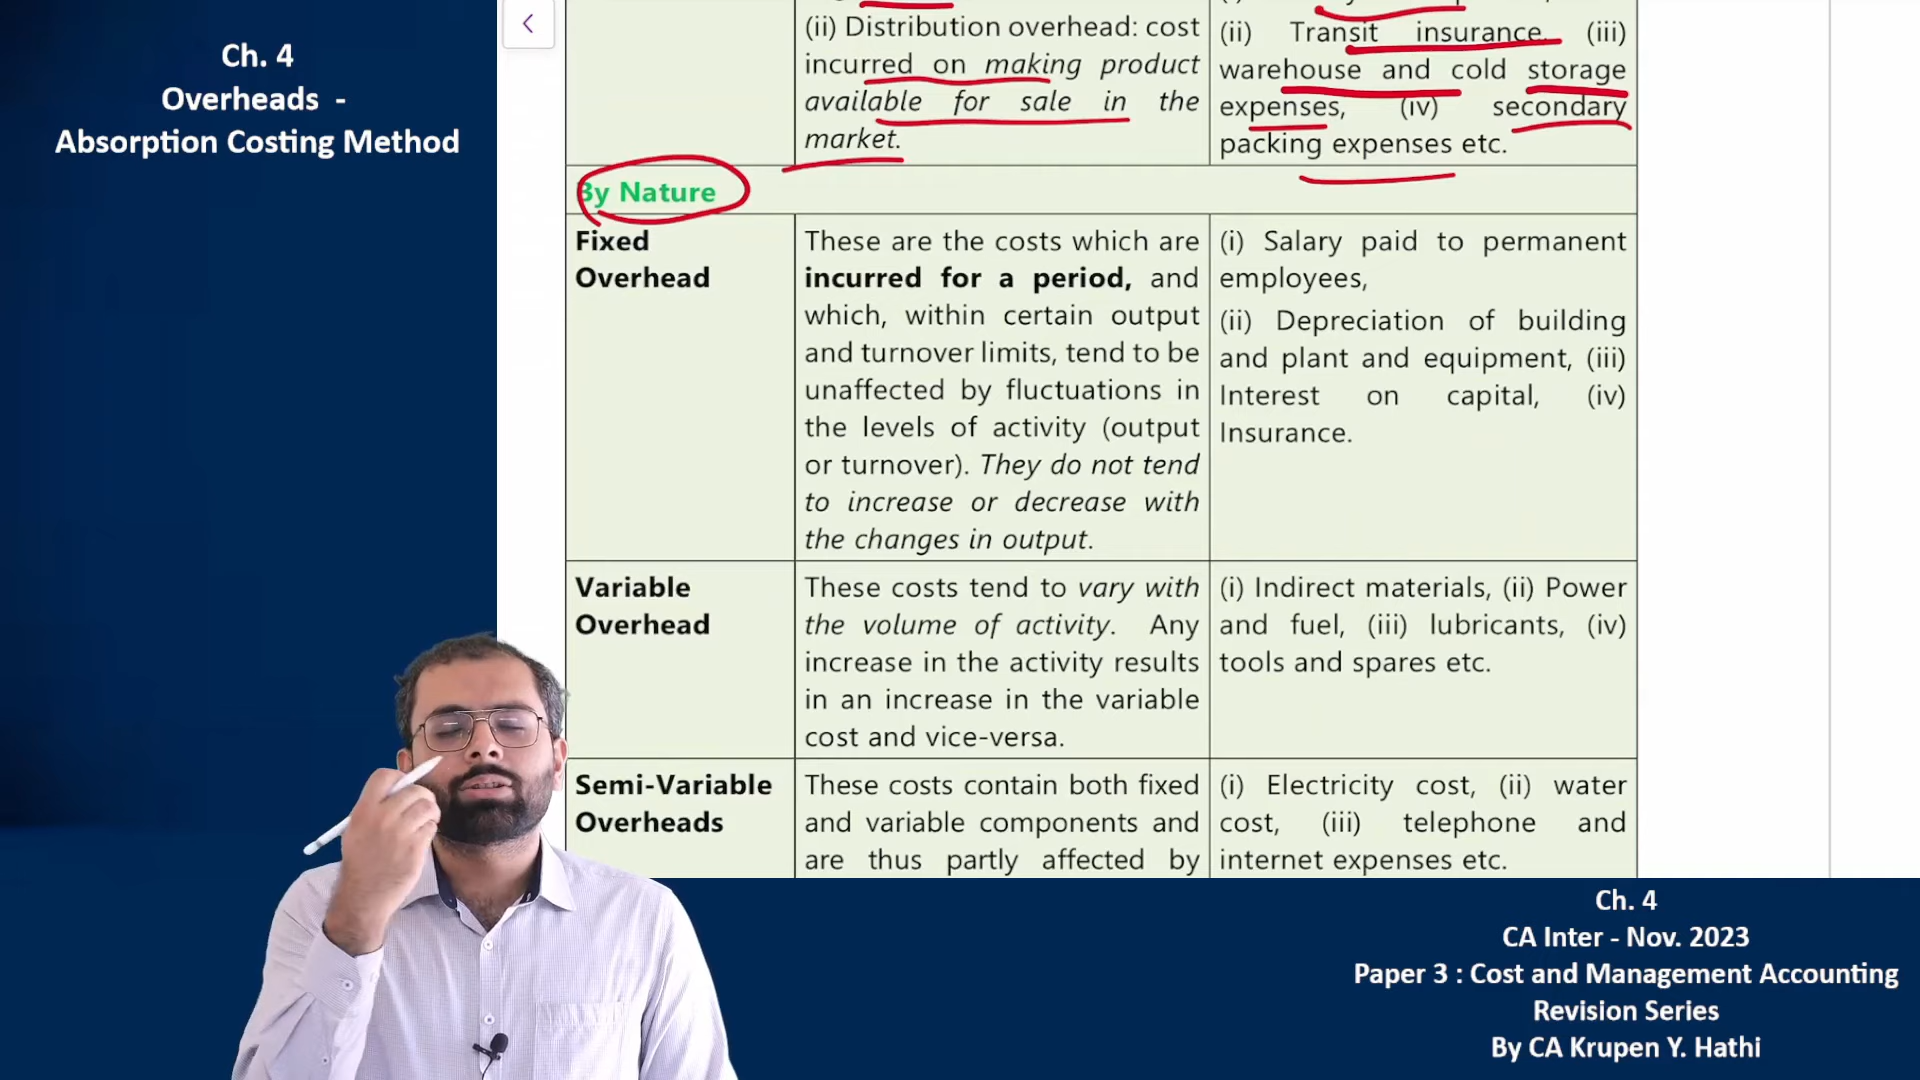 Ch. 4
Overheads -
Absorption Costing Method
(ii) Distribution overhead: cost
incurred on making product
available for sale in the
market.
(ii) Transit insurance, (iii)
warehouse and cold storage
expenses, (iv) secondary
packing expenses etc.
By Nature
Fixed
Overhead
These are the costs which are
incurred for a period, and
which, within certain output
and turnover limits, tend to be
unaffected by fluctuations in
the levels of activity (output
or turnover). They do not tend
to increase or decrease with
the changes in output.
(i) Salary paid to permanent
employees,
(ii) Depreciation of building
and plant and equipment, (iii)
Interest on capital, (iv)
Insurance.
Variable
Overhead
These costs tend to vary with
the volume of activity. Any
increase in the activity results
in an increase in the variable
cost and vice-versa.
(i) Indirect materials, (ii) Power
and fuel, (iii) lubricants, (iv)
tools and spares etc.
Semi-Variable
Overheads
These costs contain both fixed
and variable components and
are thus partly affected by
(i) Electricity cost, (ii) water
cost, (iii) telephone and
internet expenses etc.
Ch. 4
CA Inter - Nov. 2023
Paper 3 : Cost and Management Accounting
Revision Series
By CA Krupen Y. Hathi